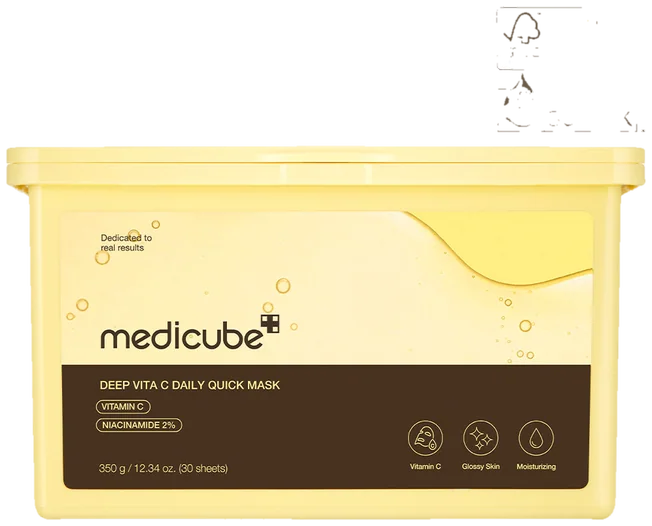 Dedicated to
real results
medicube
DEEP VITA C DAILY QUICK MASK
VITAMIN C
NIACINAMIDE 2%
350 g / 12.34 oz. (30 sheets)
Vitamin C
Glossy Skin
Moisturizing